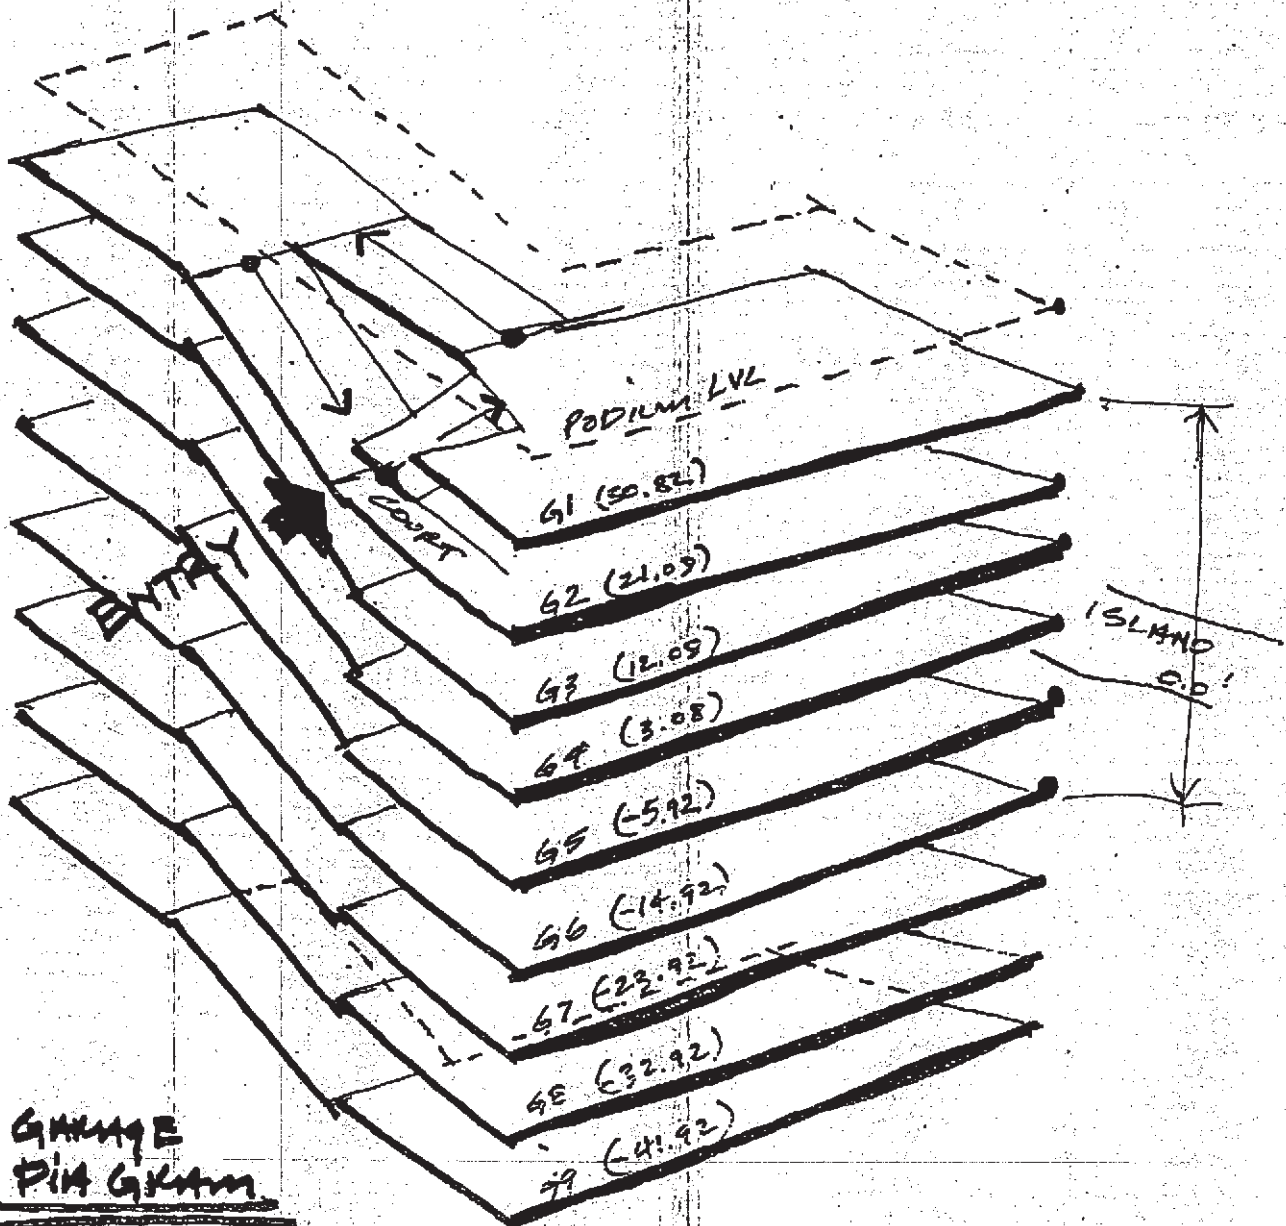 PODIUM LVL
G1 (30.82)
COURT
ENTRY
G2 (21.08)
G3 (12.08)
ISLAND
0.0'
G4 (3.08)
G5 (-5.92)
G6 (-14.92)
G7 (-23.92)
G8 (-32.92)
G9 (-41.92)
GARAGE
DIAGRAM